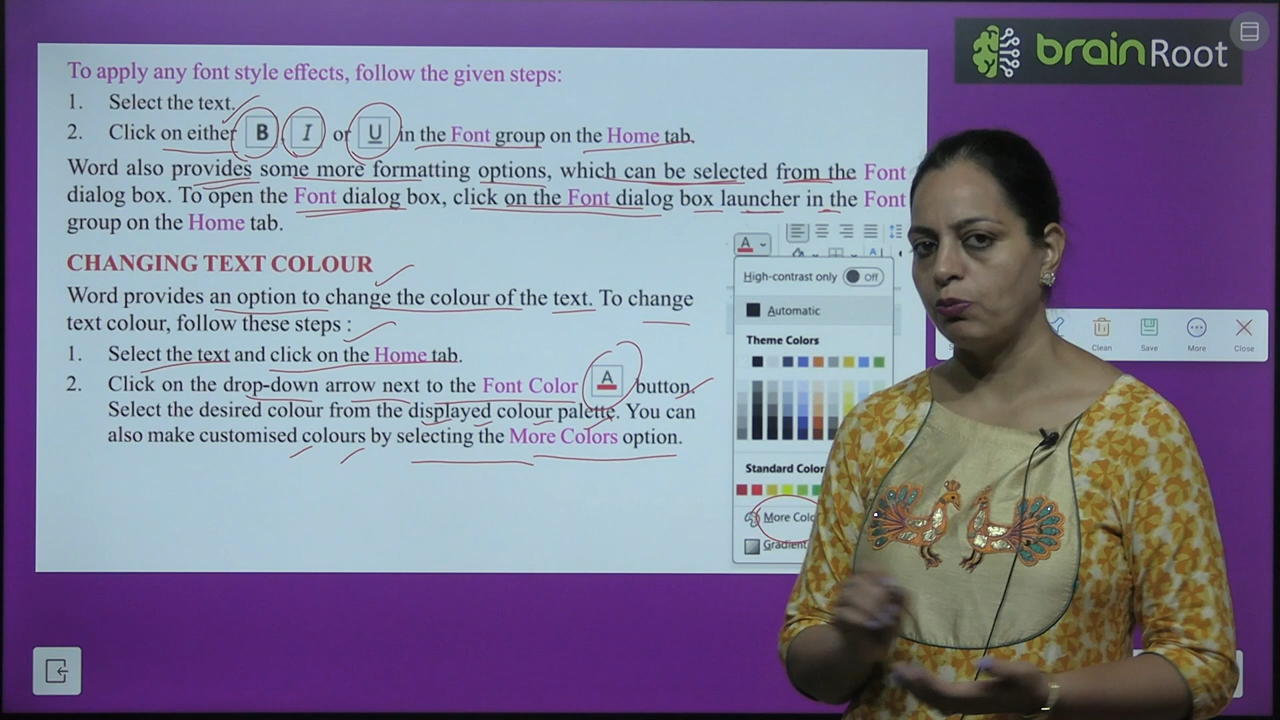 brainRoot
To apply any font style effects, follow the given steps:
1. Select the text.
2. Click on either B I or U in the Font group on the Home tab.
Word also provides some more formatting options, which can be selected from the Font
dialog box. To open the Font dialog box, click on the Font dialog box launcher in the Font
group on the Home tab.
CHANGING TEXT COLOUR
Word provides an option to change the colour of the text. To change
text colour, follow these steps :
1. Select the text and click on the Home tab.
2. Click on the drop-down arrow next to the Font Color A button.
Select the desired colour from the displayed colour palette. You can
also make customised colours by selecting the More Colors option.
A
High-contrast only Off
Automatic
Theme Colors
Standard Color
More Colo
Gradient
Clean Save More Close